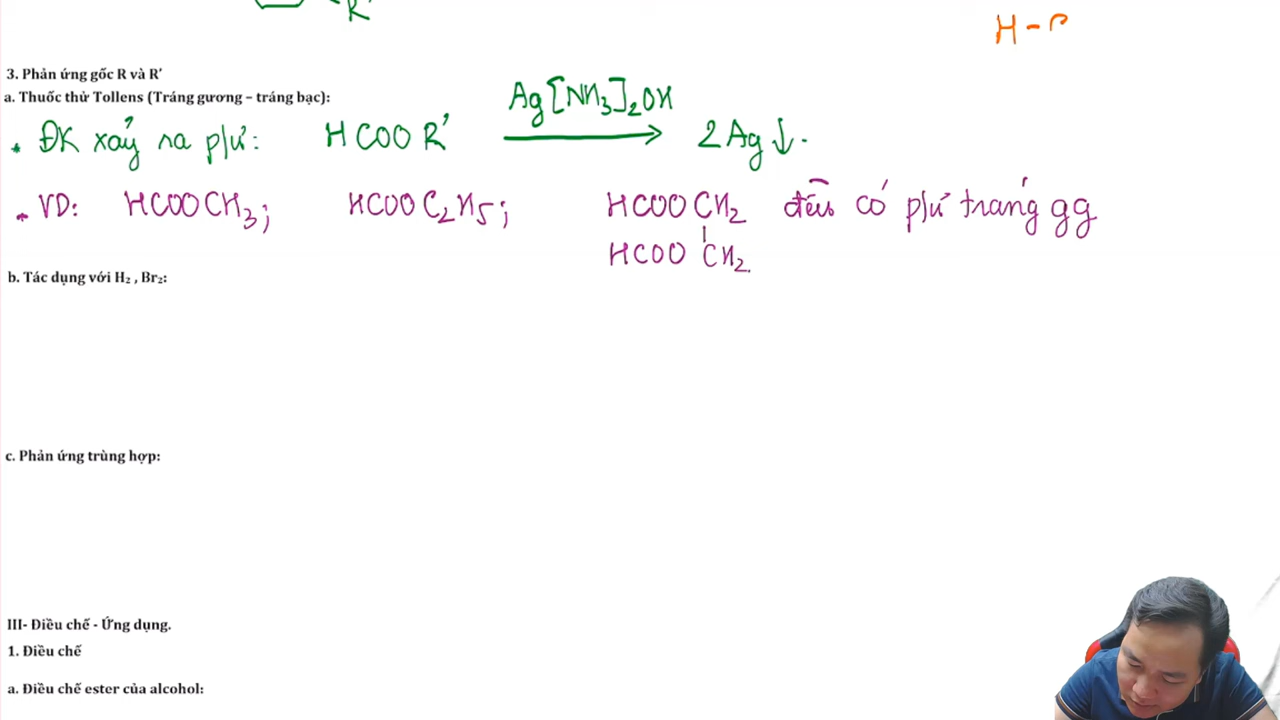 R'
H - 
3. Phản ứng gốc R và R'
a. Thuốc thử Tollens (Tráng gương – tráng bạc):
Ag[NH3]2OH
• ĐK xảy ra p/ư: HCOOR' ⟶ 2Ag↓.
• VD: HCOOCH3; HCOOC2H5; HCOOCH2 đều có p/ư tráng gg
HCOOCH2.
b. Tác dụng với H₂ , Br₂:
c. Phản ứng trùng hợp:
III- Điều chế - Ứng dụng.
1. Điều chế
a. Điều chế ester của alcohol: